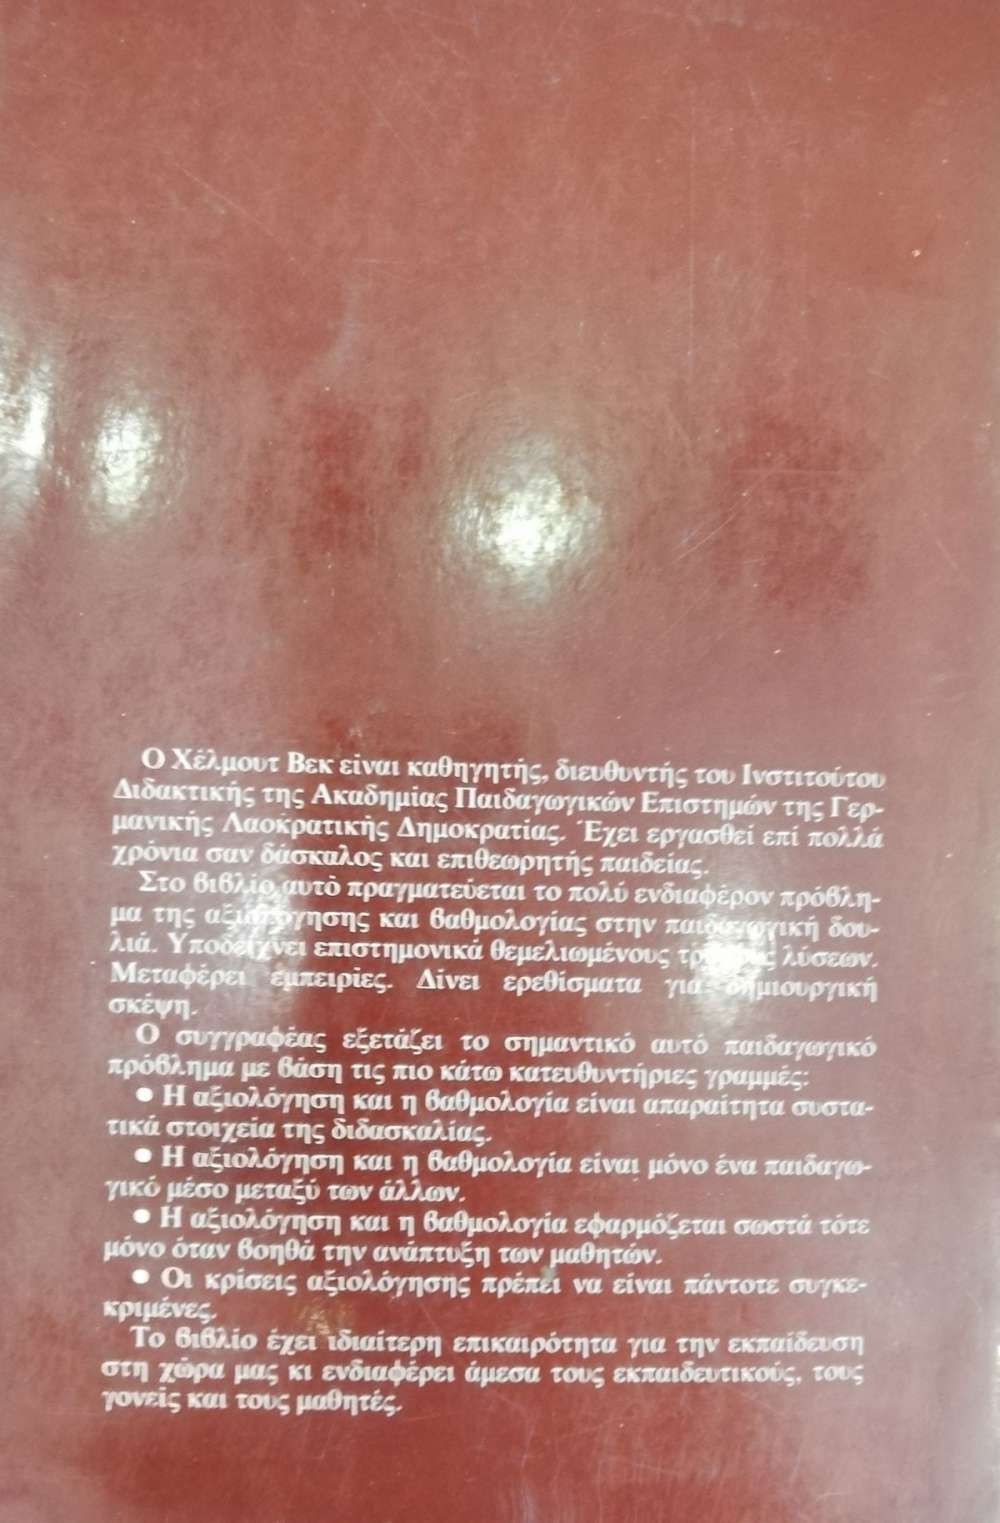 Ο Χέλμουτ Βεκ είναι καθηγητής, διευθυντής του Ινστιτούτου
Διδακτικής της Ακαδημίας Παιδαγωγικών Επιστημών της Γερ-
μανικής Λαοκρατικής Δημοκρατίας. Έχει εργασθεί επί πολλά
χρόνια σαν δάσκαλος και επιθεωρητής παιδείας.
Στο βιβλίο αυτό πραγματεύεται το πολύ ενδιαφέρον πρόβλη-
μα της αξιολόγησης και βαθμολογίας στην παιδαγωγική δου-
λιά. Υποδείχνει επιστημονικά θεμελιωμένους τρόπους λύσεων.
Μεταφέρει εμπειρίες. Δίνει ερεθίσματα για δημιουργική
σκέψη.
Ο συγγραφέας εξετάζει το σημαντικό αυτό παιδαγωγικό
πρόβλημα με βάση τις πιο κάτω κατευθυντήριες γραμμές:
● Η αξιολόγηση και η βαθμολογία είναι απαραίτητα συστα-
τικά στοιχεία της διδασκαλίας.
● Η αξιολόγηση και η βαθμολογία είναι μόνο ένα παιδαγω-
γικό μέσο μεταξύ των άλλων.
● Η αξιολόγηση και η βαθμολογία εφαρμόζεται σωστά τότε
μόνο όταν βοηθά την ανάπτυξη των μαθητών.
● Οι κρίσεις αξιολόγησης πρέπει να είναι πάντοτε συγκε-
κριμένες.
Το βιβλίο έχει ιδιαίτερη επικαιρότητα για την εκπαίδευση
στη χώρα μας κι ενδιαφέρει άμεσα τους εκπαιδευτικούς, τους
γονείς και τους μαθητές.